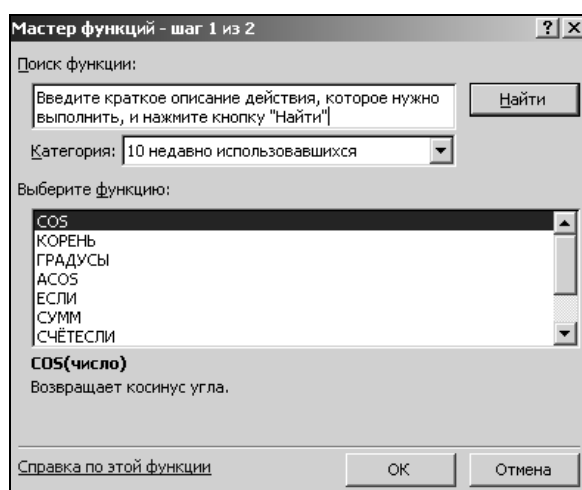 Мастер функций - шаг 1 из 2
Поиск функции:
Введите краткое описание действия, которое нужно
выполнить, и нажмите кнопку "Найти"
Найти
Категория: 10 недавно использовавшихся
Выберите функцию:
COS
КОРЕНЬ
ГРАДУСЫ
ACOS
ЕСЛИ
СУММ
СЧЁТЕСЛИ
COS(число)
Возвращает косинус угла.
Справка по этой функции
ОК
Отмена